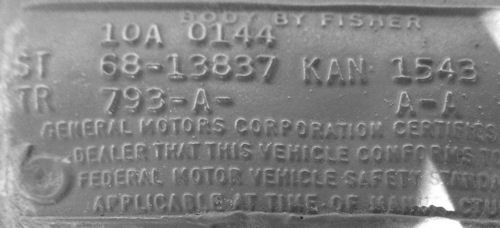 BODY BY FISHER
10A 0144
ST 68-13837 KAN 1543
TR 793-A- A-A
GENERAL MOTORS CORPORATION CERTIFIES
DEALER THAT THIS VEHICLE CONFORMS T
FEDERAL MOTOR VEHICLE SAFETY STANDA
APPLICABLE AT TIME OF MANUFACTU